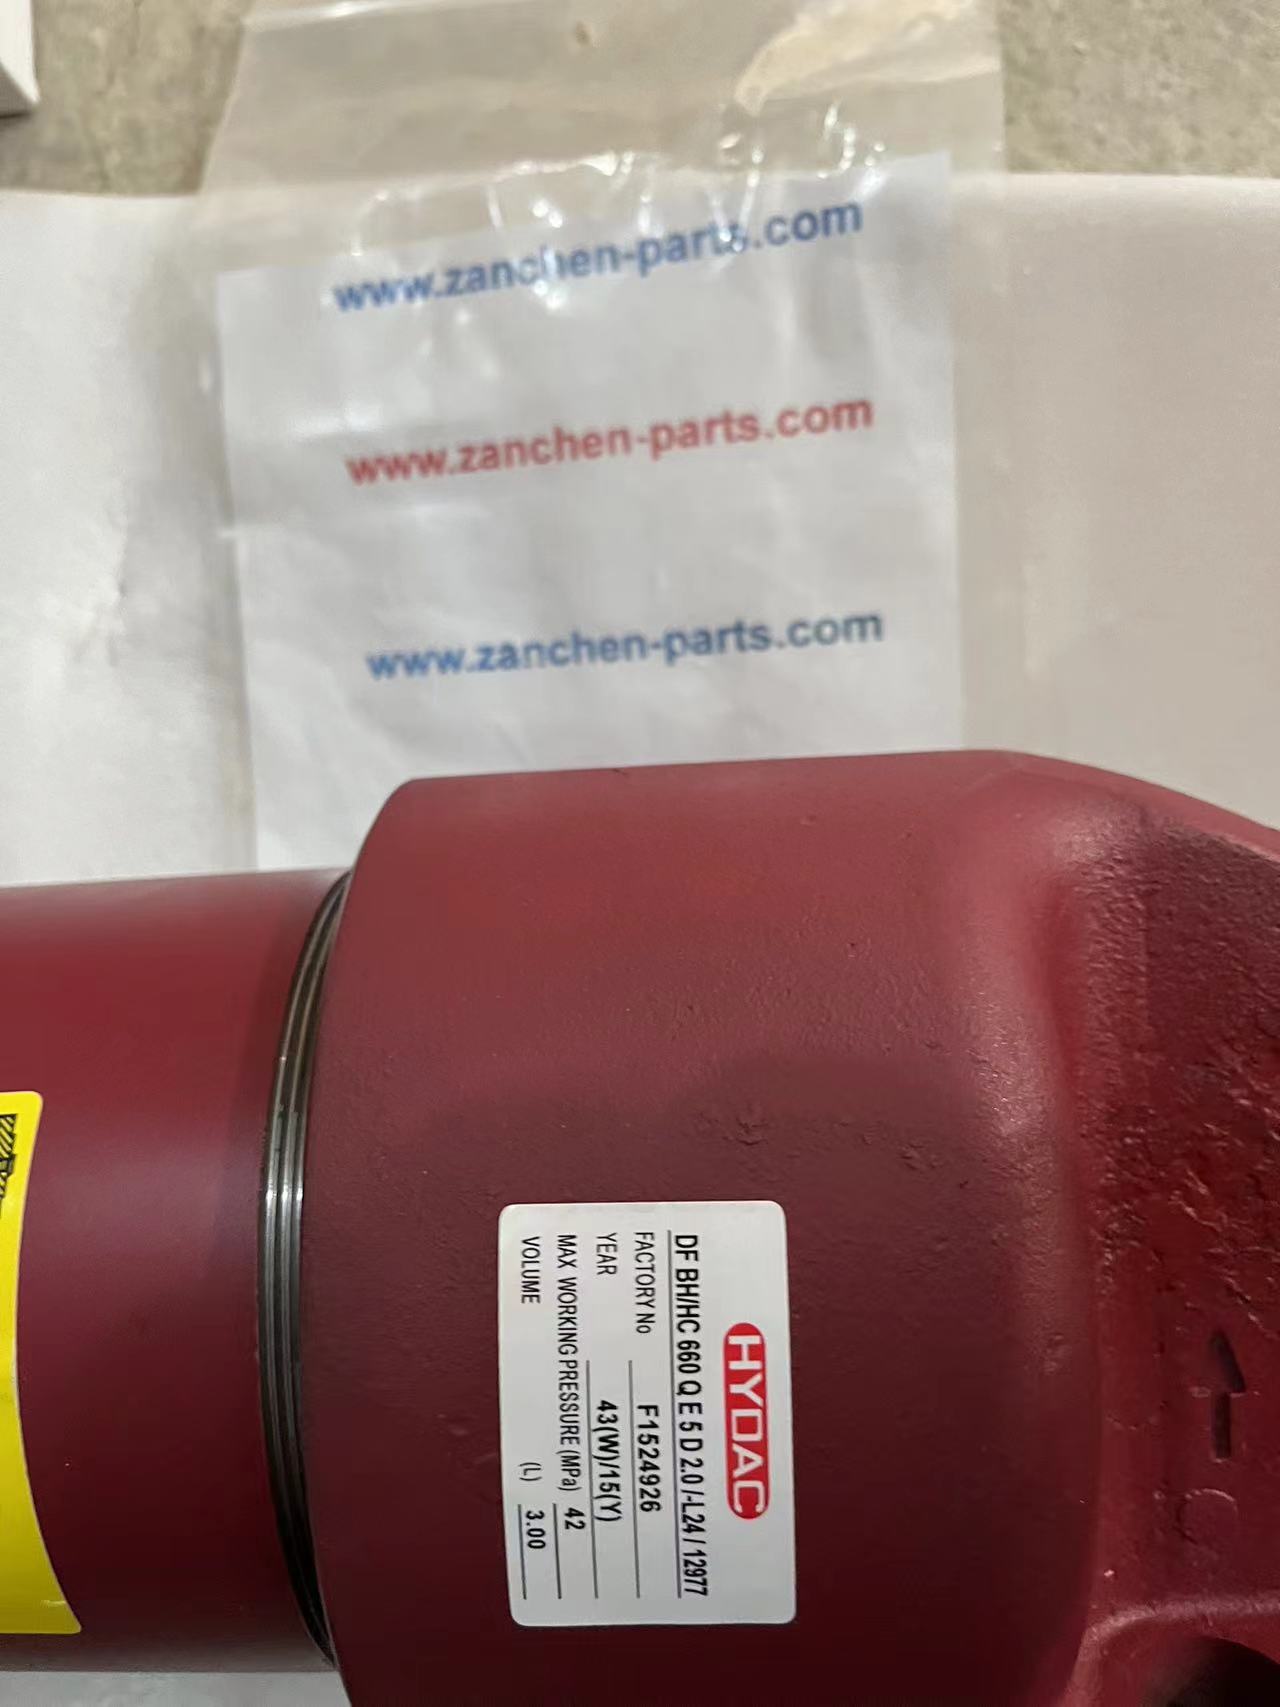 www.zanchen-parts.com
www.zanchen-parts.com
www.zanchen-parts.com
HYDAC
DF BH/HC 660 Q E 5 D 2.0 /-L24 / 12977
FACTORY No F1524926
YEAR 43(W)/15(Y)
MAX WORKING PRESSURE (MPa) 42
VOLUME (L) 3.00